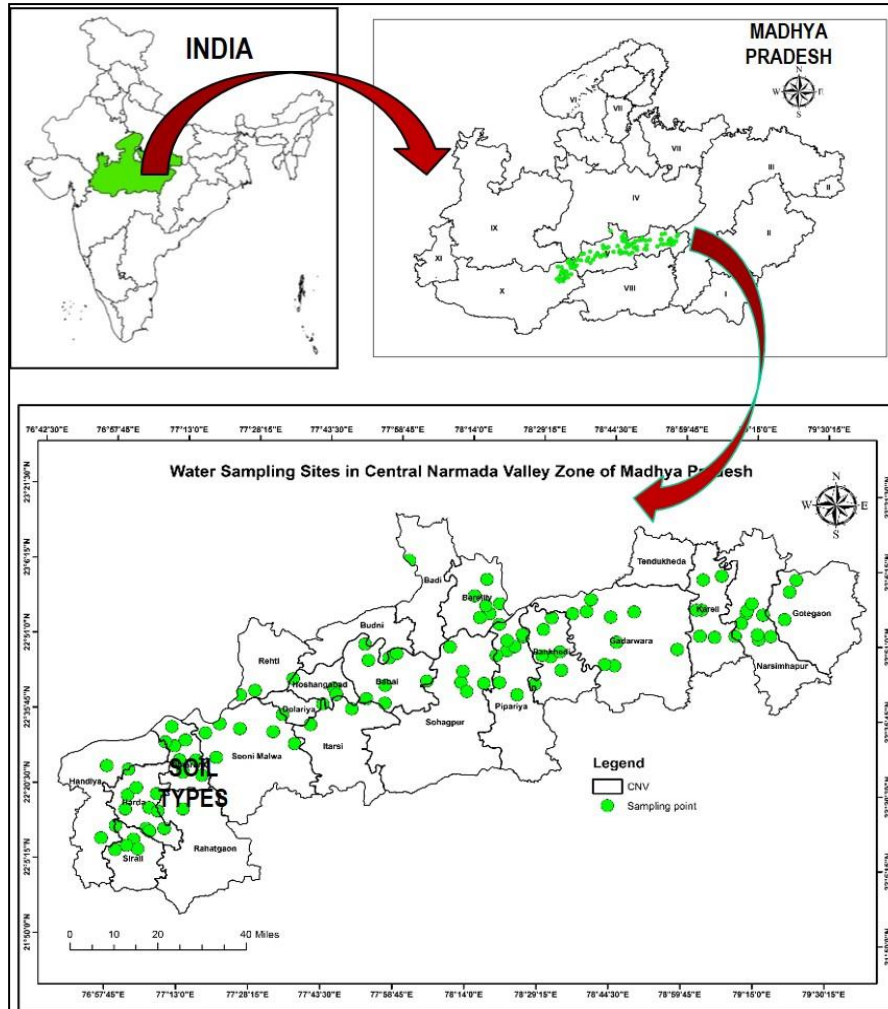 INDIA
MADHYA
PRADESH
N
W E
S
VI
VII
VII
III
II
IV
IX
II
XI
V
X
VIII
I
76°42'30"E 76°57'45"E 77°13'0"E 77°28'15"E 77°43'30"E 77°58'45"E 78°14'0"E 78°29'15"E 78°44'30"E 78°59'45"E 79°15'0"E 79°30'15"E
Water Sampling Sites in Central Narmada Valley Zone of Madhya Pradesh
23°21'30"N
N
W E
S
23°6'15"N
Tendukheda
Badi
Bareilly
Kareli
Gotegaon
Budni
22°51'0"N
Gadarwara
Bankhedi
Narsimhapur
Rehti
Hoshangabad
Babai
22°35'45"N
Dolariya
Sohagpur
Pipariya
Itarsi
Seoni Malwa
Legend
CNV
Sampling point
Handiya
SOIL
TYPES
22°20'30"N
Harda
Sirali
Rahatgaon
22°5'15"N
21°50'0"N
0 10 20 40 Miles
76°57'45"E 77°13'0"E 77°28'15"E 77°43'30"E 77°58'45"E 78°14'0"E 78°29'15"E 78°44'30"E 78°59'45"E 79°15'0"E 79°30'15"E